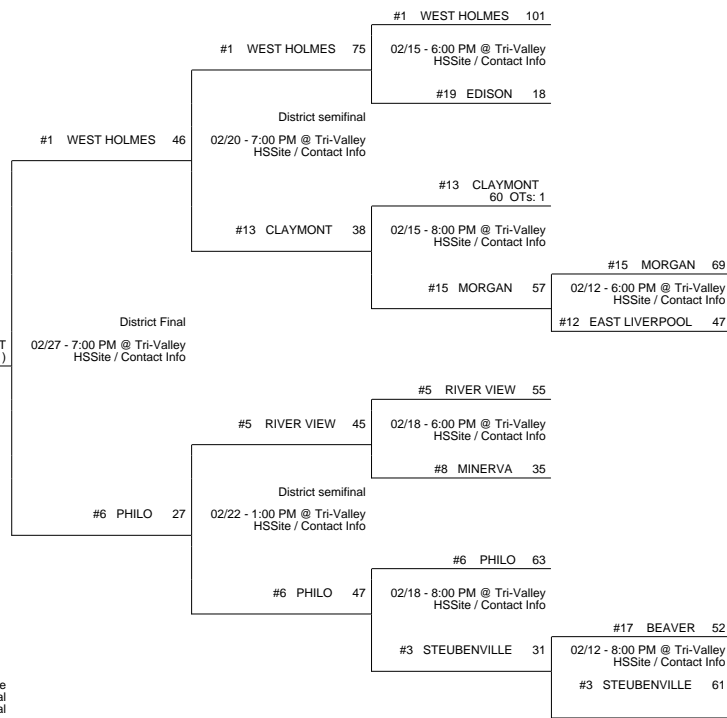 #1 WEST HOLMES 101
02/15 - 6:00 PM @ Tri-Valley
HSSite / Contact Info
#19 EDISON 18
#1 WEST HOLMES 75
District semifinal
02/20 - 7:00 PM @ Tri-Valley
HSSite / Contact Info
#1 WEST HOLMES 46
#13 CLAYMONT
60 OTs: 1
02/15 - 8:00 PM @ Tri-Valley
HSSite / Contact Info
#13 CLAYMONT 38
#15 MORGAN 57
#15 MORGAN 69
02/12 - 6:00 PM @ Tri-Valley
HSSite / Contact Info
#12 EAST LIVERPOOL 47
District Final
02/27 - 7:00 PM @ Tri-Valley
HSSite / Contact Info
T
)
#5 RIVER VIEW 55
02/18 - 6:00 PM @ Tri-Valley
HSSite / Contact Info
#8 MINERVA 35
#5 RIVER VIEW 45
District semifinal
02/22 - 1:00 PM @ Tri-Valley
HSSite / Contact Info
#6 PHILO 27
#6 PHILO 63
02/18 - 8:00 PM @ Tri-Valley
HSSite / Contact Info
#6 PHILO 47
#3 STEUBENVILLE 31
#17 BEAVER 52
02/12 - 8:00 PM @ Tri-Valley
HSSite / Contact Info
#3 STEUBENVILLE 61
e
al
al